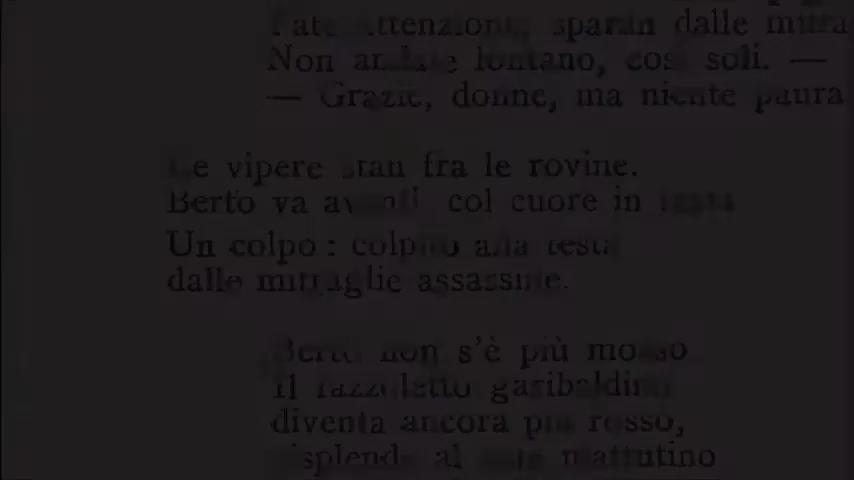 Fate attenzione, sparan dalle mitra
Non andate lontano, così soli. —
— Grazie, donne, ma niente paura
Le vipere stan fra le rovine.
Berto va avanti col cuore in
Un colpo: colpito alla testa
dalle mitraglie assassine.
Berto non s'è più mosso
Il fazzoletto garibaldino
diventa ancora più rosso,
risplende al sole mattutino